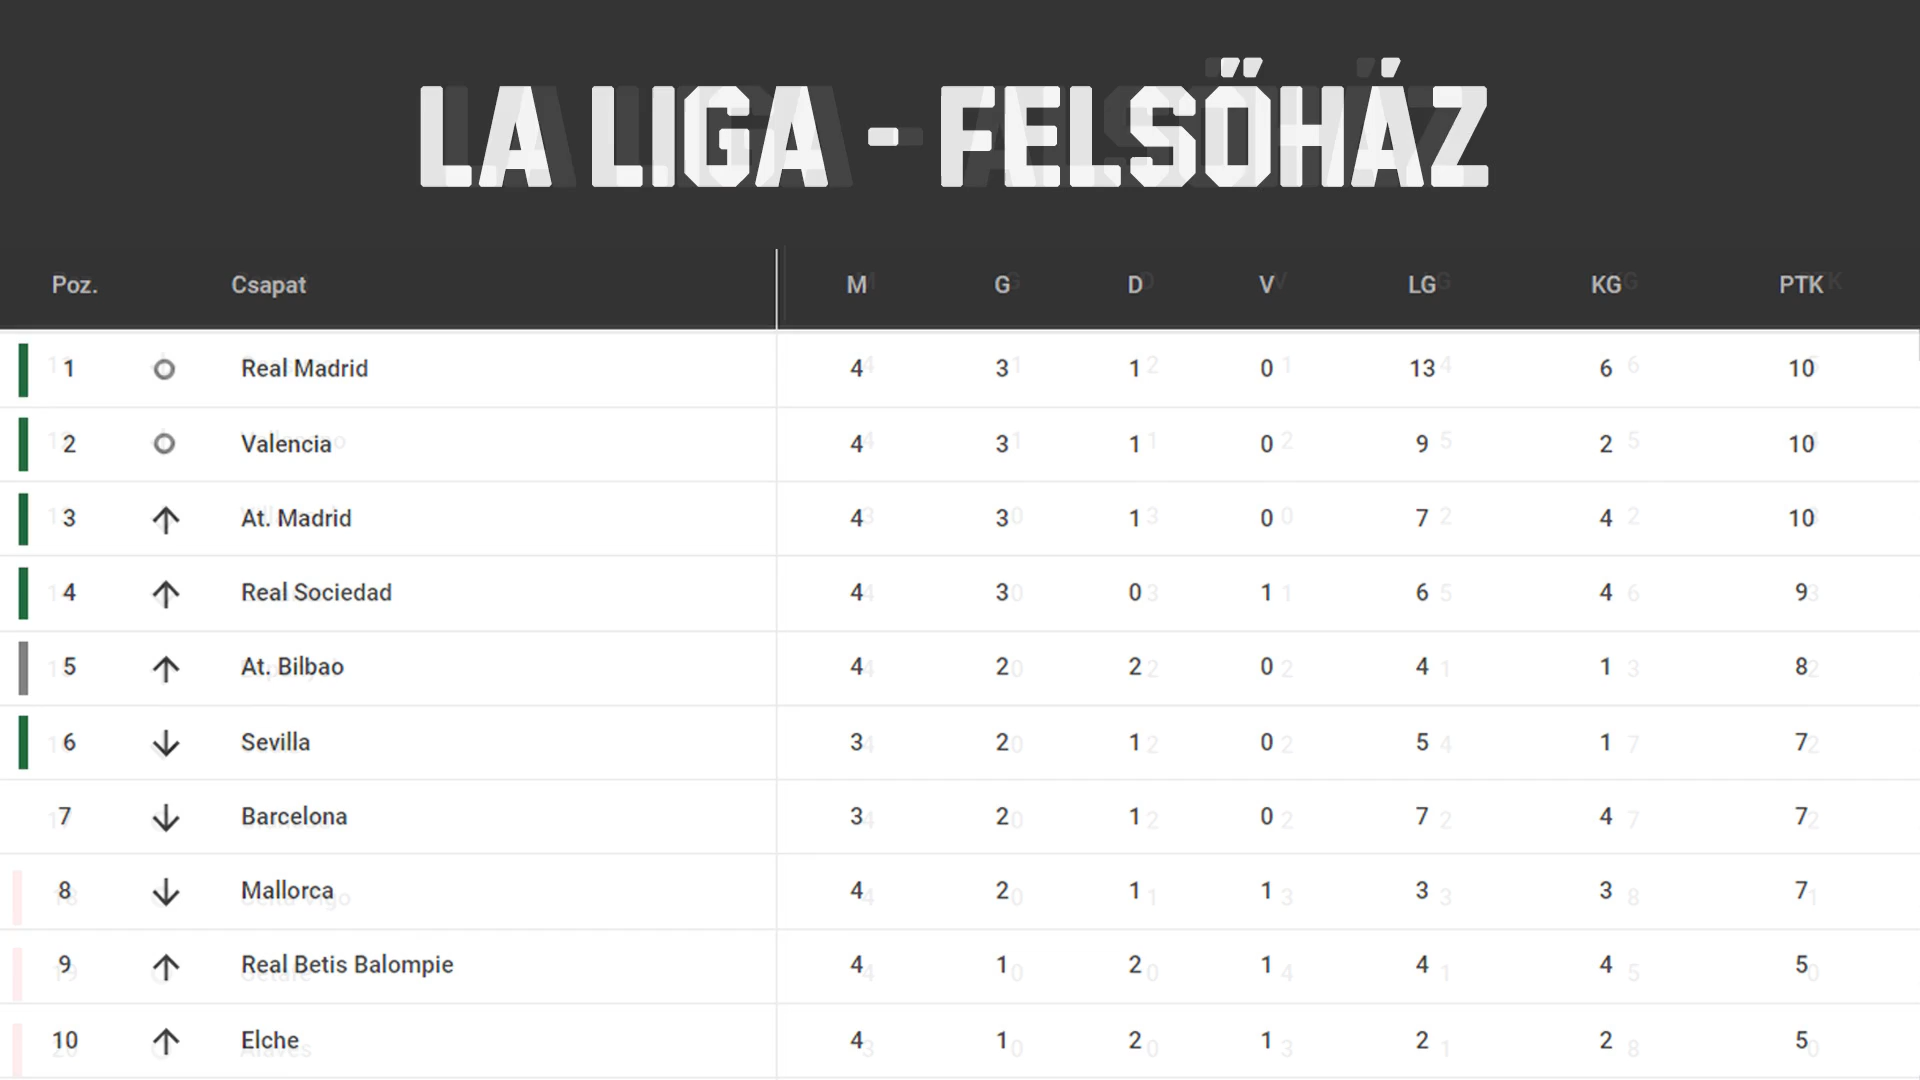 LA LIGA - FELSŐHÁZ
Poz. Csapat M G D V LG KG PTK
1 Real Madrid 4 3 1 0 13 6 10
2 Valencia 4 3 1 0 9 2 10
3 At. Madrid 4 3 1 0 7 4 10
4 Real Sociedad 4 3 0 1 6 4 9
5 At. Bilbao 4 2 2 0 4 1 8
6 Sevilla 3 2 1 0 5 1 7
7 Barcelona 3 2 1 0 7 4 7
8 Mallorca 4 2 1 1 3 3 7
9 Real Betis Balompie 4 1 2 1 4 4 5
10 Elche 4 1 2 1 2 2 5